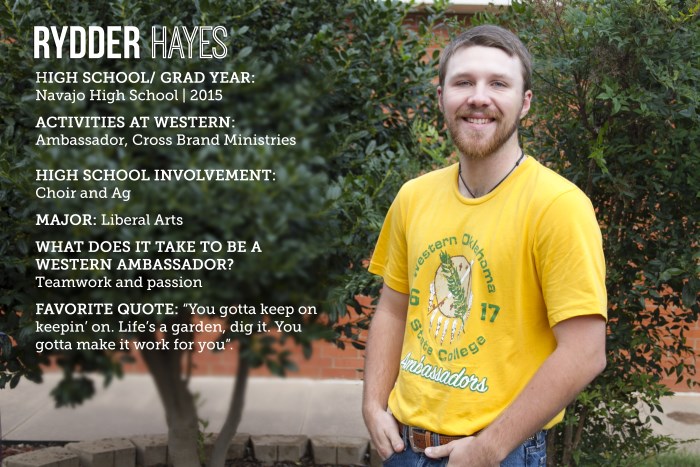 RYDDER HAYES
HIGH SCHOOL/ GRAD YEAR:
Navajo High School | 2015
ACTIVITIES AT WESTERN:
Ambassador, Cross Brand Ministries
HIGH SCHOOL INVOLVEMENT:
Choir and Ag
MAJOR: Liberal Arts
WHAT DOES IT TAKE TO BE A
WESTERN AMBASSADOR?
Teamwork and passion
FAVORITE QUOTE: “You gotta keep on
keepin’ on. Life’s a garden, dig it. You
gotta make it work for you”.
Western Oklahoma
16 17
State College
Ambassadors